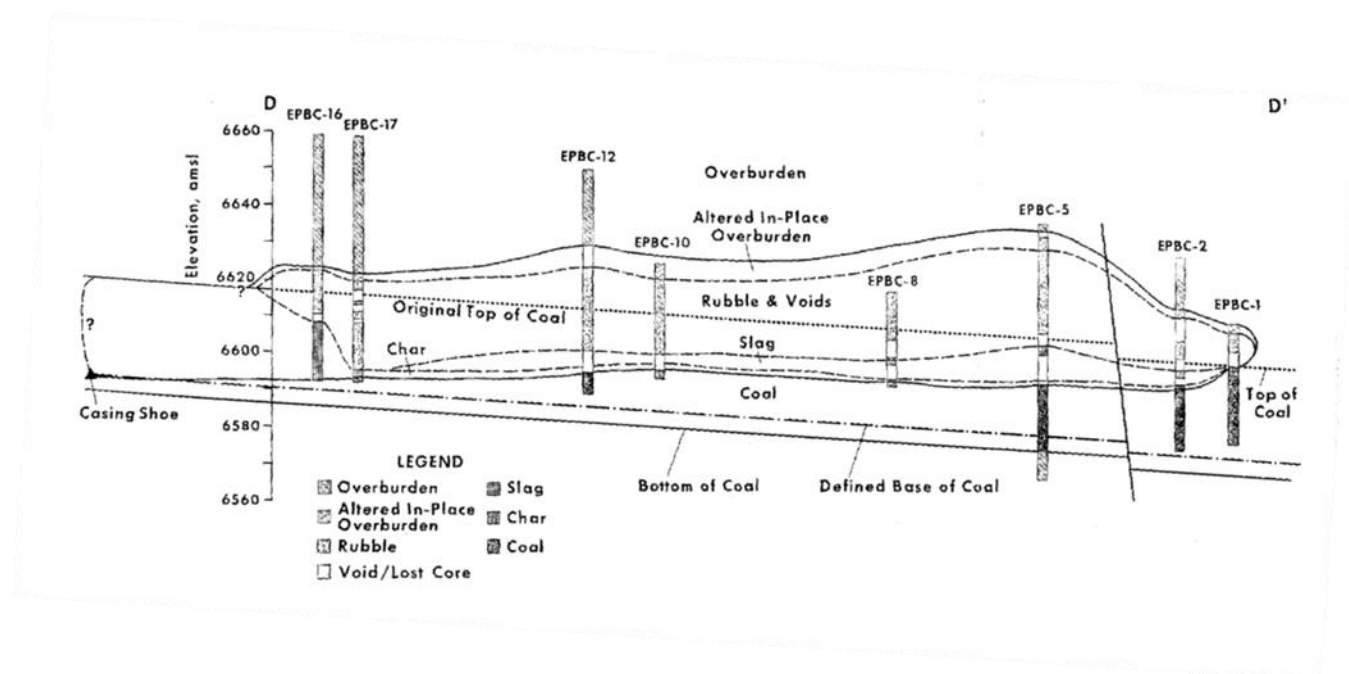 D
D'
EPBC-16
EPBC-17
EPBC-12
EPBC-10
EPBC-8
EPBC-5
EPBC-2
EPBC-1
Elevation, amsl
6660
6640
6620
6600
6580
6560
Overburden
Altered In-Place
Overburden
Rubble & Voids
Original Top of Coal
?
?
Char
Slag
Coal
Top of
Coal
Casing Shoe
Bottom of Coal
Defined Base of Coal
LEGEND
Overburden
Altered In-Place
Overburden
Rubble
Void/Lost Core
Slag
Char
Coal